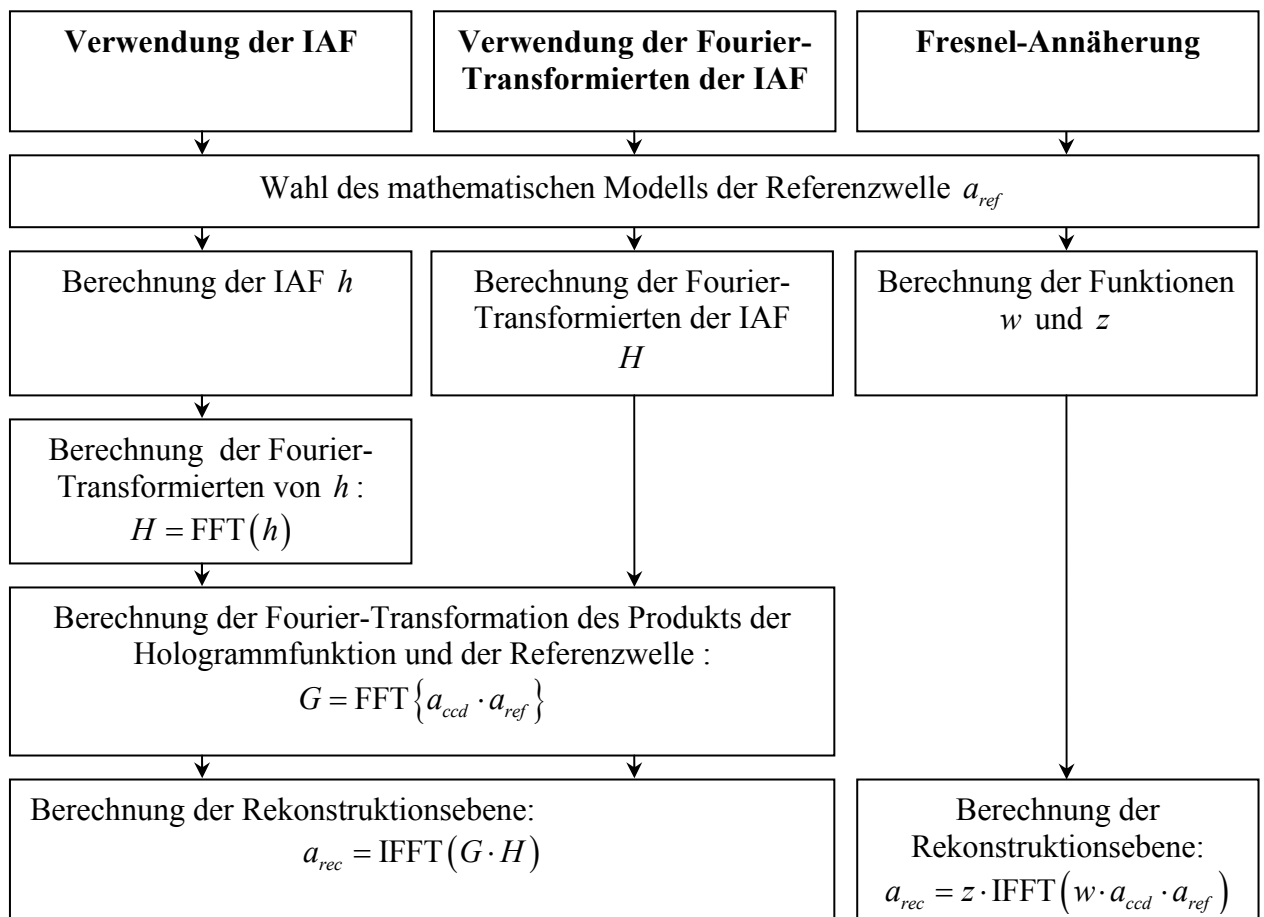 Verwendung der IAF
Verwendung der Fourier-
Transformierten der IAF
Fresnel-Annäherung
Wahl des mathematischen Modells der Referenzwelle a_ref
Berechnung der IAF h
Berechnung der Fourier-
Transformierten der IAF
H
Berechnung der Funktionen
w und z
Berechnung der Fourier-
Transformierten von h :
H = FFT(h)
Berechnung der Fourier-Transformation des Produkts der
Hologrammfunktion und der Referenzwelle :
G = FFT{a_ccd · a_ref}
Berechnung der Rekonstruktionsebene:
a_rec = IFFT(G · H)
Berechnung der
Rekonstruktionsebene:
a_rec = z · IFFT(w · a_ccd · a_ref)